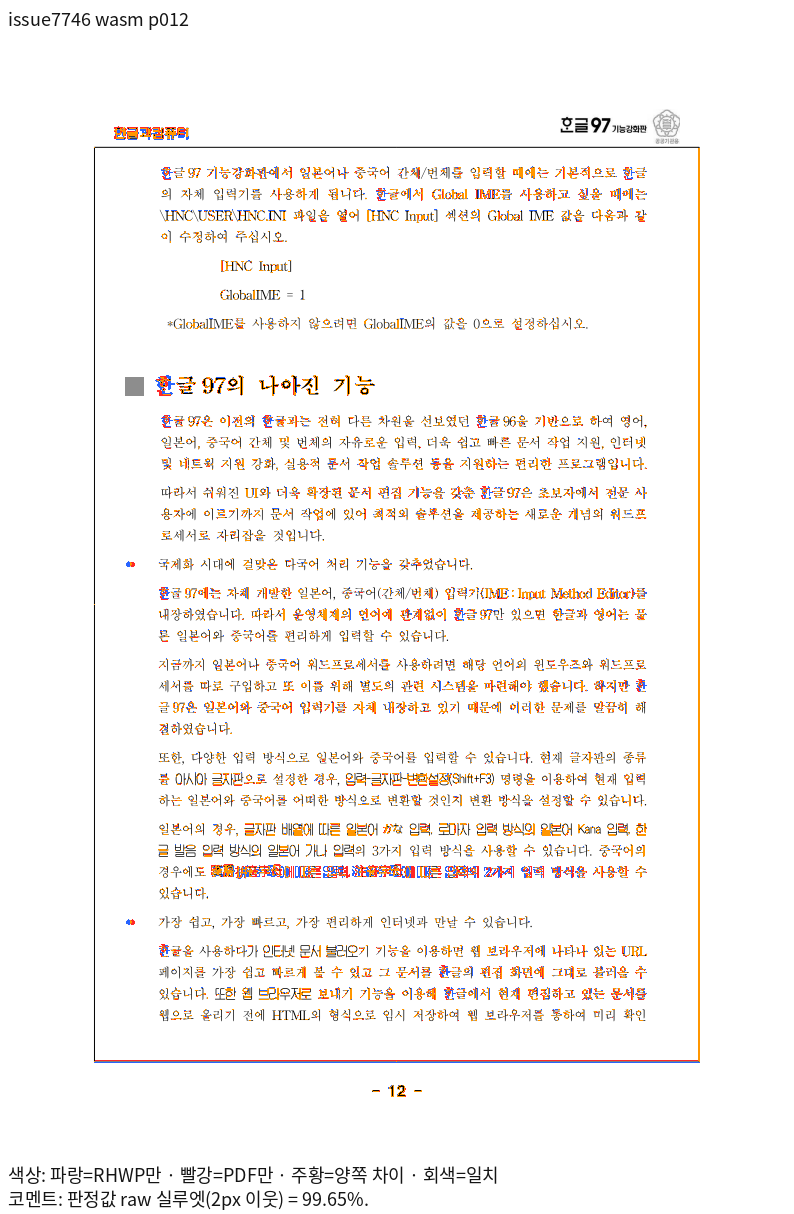 issue7746 wasm p012
한글과컴퓨터
한글97 기능강화판
한글 97 기능강화판에서 일본어나 중국어 간체/번체를 입력할 때에는 기본적으로 한글
의 자체 입력기를 사용하게 됩니다. 한글에서 Global IME를 사용하고 싶을 때에는
\HNC\USER\HNC.INI 파일을 열어 [HNC Input] 섹션의 Global IME 값을 다음과 같
이 수정하여 주십시오.
[HNC Input]
GlobalIME = 1
*GlobalIME를 사용하지 않으려면 GlobalIME의 값을 0으로 설정하십시오.
한글 97의 나아진 기능
한글 97은 이전의 한글과는 전혀 다른 차원을 선보였던 한글 96을 기반으로 하여 영어,
일본어, 중국어 간체 및 번체의 자유로운 입력, 더욱 쉽고 빠른 문서 작업 지원, 인터넷
및 네트워 지원 강화, 실용적 문서 작업 솔루션 등을 지원하는 편리한 프로그램입니다.
따라서 쉬워진 UI와 더욱 확장된 문서 편집 기능을 갖춘 한글 97은 초보자에서 전문 사
용자에 이르기까지 문서 작업에 있어 최적의 솔루션을 제공하는 새로운 개념의 워드프
로세서로 자리잡을 것입니다.
국제화 시대에 걸맞은 다국어 처리 기능을 갖추었습니다.
한글 97에는 자체 개발한 일본어, 중국어(간체/번체) 입력기(IME : Input Method Editor)를
내장하였습니다. 따라서 운영체제의 언어에 관계없이 한글 97만 있으면 한글과 영어는 물
론 일본어와 중국어를 편리하게 입력할 수 있습니다.
지금까지 일본어나 중국어 워드프로세서를 사용하려면 해당 언어의 윈도우즈와 워드프로
세서를 따로 구입하고 또 이를 위해 별도의 관련 시스템을 마련해야 했습니다. 하지만 한
글 97은 일본어와 중국어 입력기를 자체 내장하고 있기 때문에 이러한 문제를 말끔히 해
결하였습니다.
또한, 다양한 입력 방식으로 일본어와 중국어를 입력할 수 있습니다. 현재 글자판의 종류
를 아시아 글자판으로 설정한 경우, 입력-글자판-변환설정(Shift+F3) 명령을 이용하여 현재 입력
하는 일본어와 중국어를 어떠한 방식으로 변환할 것인지 변환 방식을 설정할 수 있습니다.
일본어의 경우, 글자판 배열에 따른 일본어 かな 입력, 로마자 입력 방식의 일본어 Kana 입력, 한
글 발음 입력 방식의 일본어 가나 입력의 3가지 입력 방식을 사용할 수 있습니다. 중국어의
경우에도 2가지 입력 방식을 사용할 수
있습니다.
가장 쉽고, 가장 빠르고, 가장 편리하게 인터넷과 만날 수 있습니다.
한글을 사용하다가 인터넷 문서 불러오기 기능을 이용하면 웹 브라우저에 나타나 있는 URL
페이지를 가장 쉽고 빠르게 볼 수 있고 그 문서를 한글의 편집 화면에 그대로 불러올 수
있습니다. 또한 웹 브라우저로 보내기 기능을 이용해 한글에서 현재 편집하고 있는 문서를
웹으로 올리기 전에 HTML의 형식으로 임시 저장하여 웹 브라우저를 통하여 미리 확인
- 12 -
색상: 파랑=RHWP만 · 빨강=PDF만 · 주황=양쪽 차이 · 회색=일치
코멘트: 판정값 raw 실루엣(2px 이웃) = 99.65%.